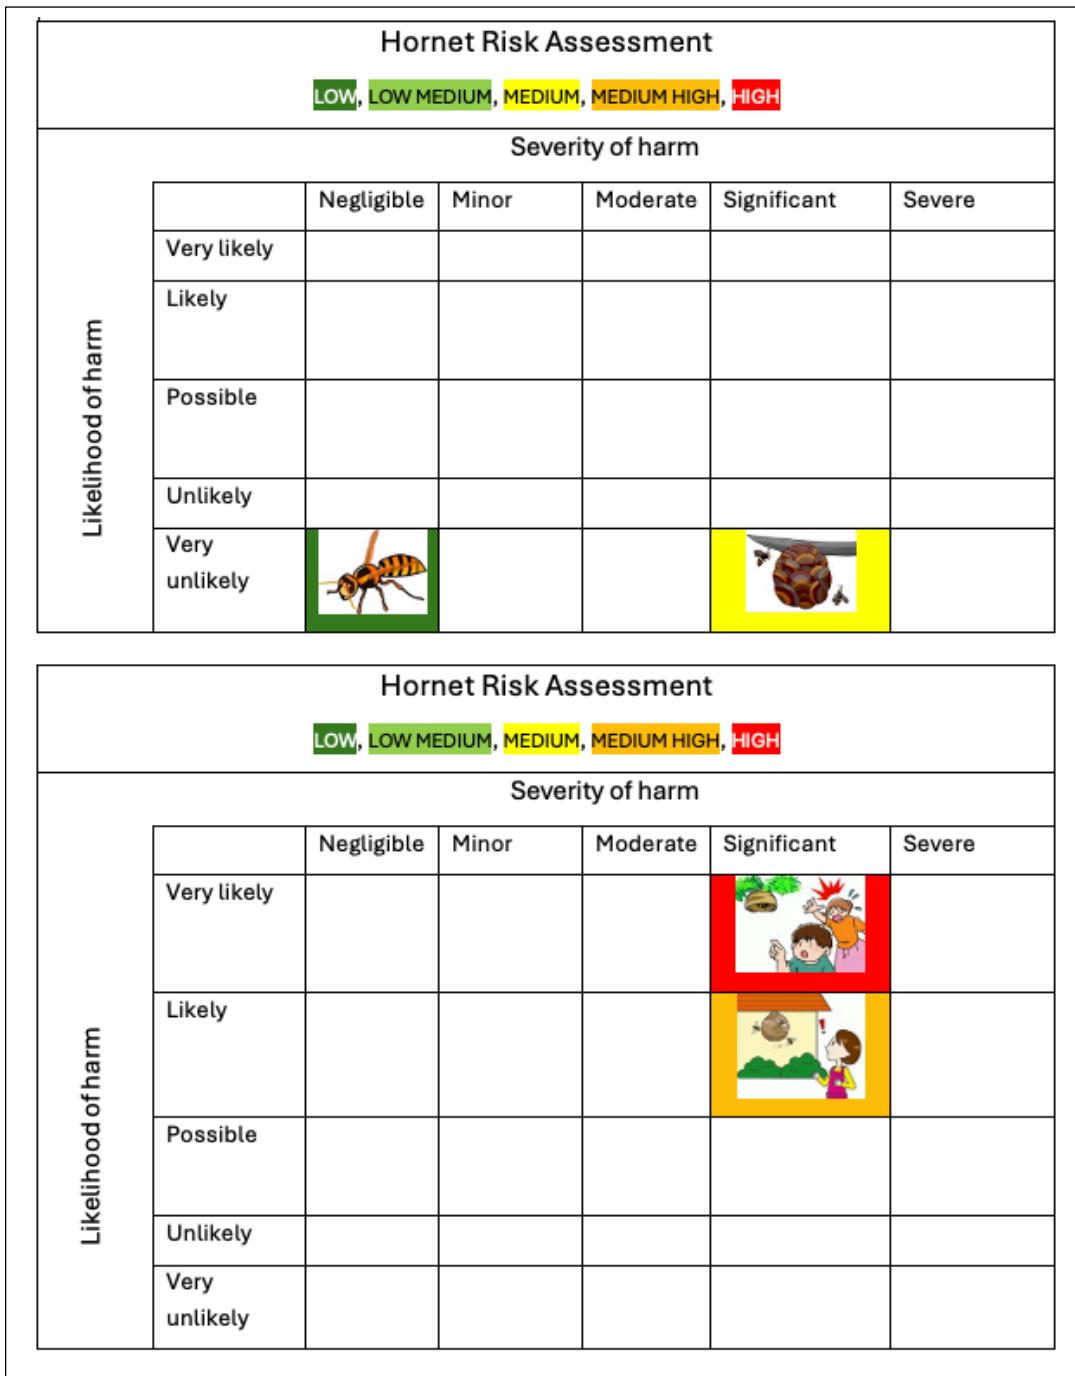 Hornet Risk Assessment
LOW, LOW MEDIUM, MEDIUM, MEDIUM HIGH, HIGH
Severity of harm
Negligible Minor Moderate Significant Severe
Likelihood of harm
Very likely
Likely
Possible
Unlikely
Very
unlikely
Hornet Risk Assessment
LOW, LOW MEDIUM, MEDIUM, MEDIUM HIGH, HIGH
Severity of harm
Negligible Minor Moderate Significant Severe
Likelihood of harm
Very likely
Likely
!
Possible
Unlikely
Very
unlikely